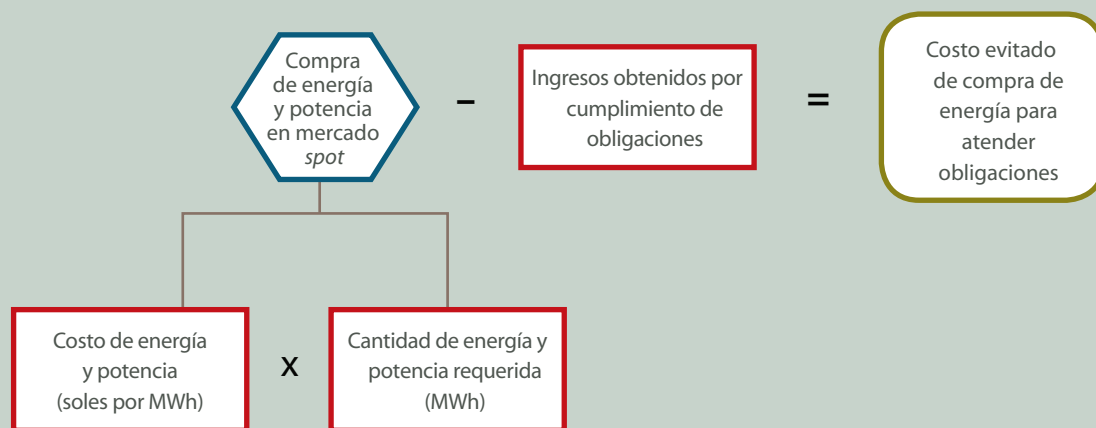 Compra
de energía
y potencia
en mercado
spot
–
Ingresos obtenidos por
cumplimiento de
obligaciones
=
Costo evitado
de compra de
energía para
atender
obligaciones
Costo de energía
y potencia
(soles por MWh)
x
Cantidad de energía y
potencia requerida
(MWh)